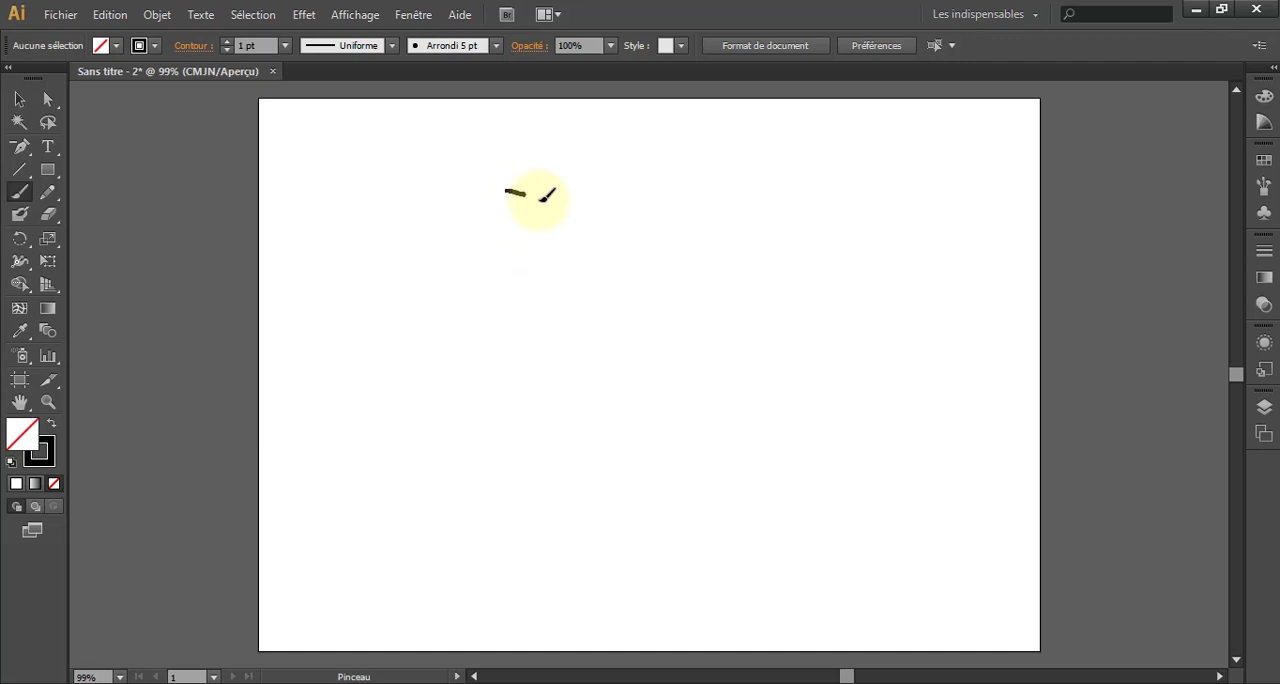 Ai Fichier Edition Objet Texte Sélection Effet Affichage Fenêtre Aide Br Les indispensables
Aucune sélection Contour : 1 pt Uniforme Arrondi 5 pt Opacité : 100% Style : Format de document Préférences
Sans titre - 2* @ 99% (CMJN/Aperçu) ×
T
99% 1 Pinceau